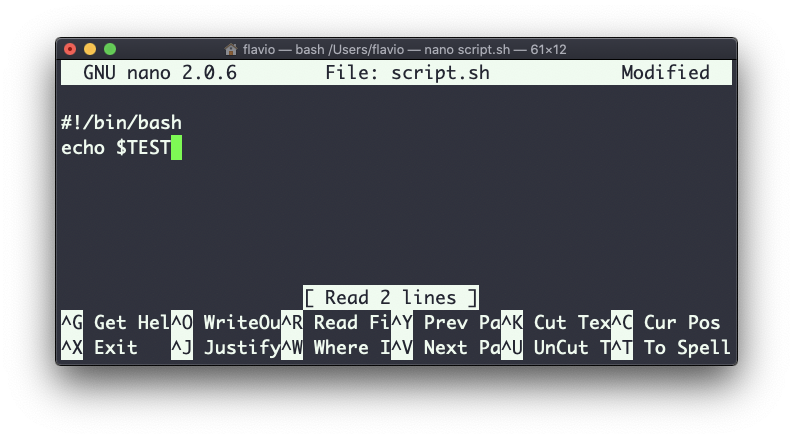 flavio — bash /Users/flavio — nano script.sh — 61×12
GNU nano 2.0.6 File: script.sh Modified
#!/bin/bash
echo $TEST
[ Read 2 lines ]
^G Get Hel^O WriteOu^R Read Fi^Y Prev Pa^K Cut Tex^C Cur Pos
^X Exit ^J Justify^W Where I^V Next Pa^U UnCut T^T To Spell